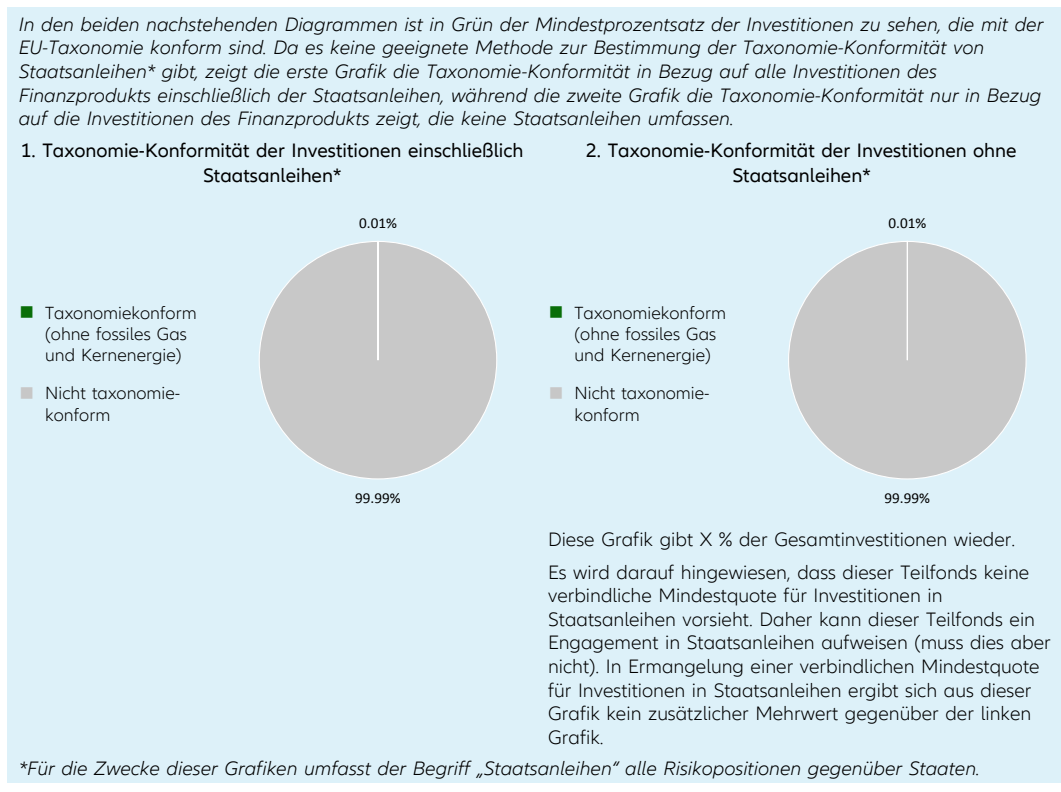 In den beiden nachstehenden Diagrammen ist in Grün der Mindestprozentsatz der Investitionen zu sehen, die mit der
EU-Taxonomie konform sind. Da es keine geeignete Methode zur Bestimmung der Taxonomie-Konformität von
Staatsanleihen* gibt, zeigt die erste Grafik die Taxonomie-Konformität in Bezug auf alle Investitionen des
Finanzprodukts einschließlich der Staatsanleihen, während die zweite Grafik die Taxonomie-Konformität nur in Bezug
auf die Investitionen des Finanzprodukts zeigt, die keine Staatsanleihen umfassen.
1. Taxonomie-Konformität der Investitionen einschließlich
Staatsanleihen*
0.01%
Taxonomiekonform
(ohne fossiles Gas
und Kernenergie)
Nicht taxonomie-
konform
99.99%
2. Taxonomie-Konformität der Investitionen ohne
Staatsanleihen*
0.01%
Taxonomiekonform
(ohne fossiles Gas
und Kernenergie)
Nicht taxonomie-
konform
99.99%
Diese Grafik gibt X % der Gesamtinvestitionen wieder.
Es wird darauf hingewiesen, dass dieser Teilfonds keine
verbindliche Mindestquote für Investitionen in
Staatsanleihen vorsieht. Daher kann dieser Teilfonds ein
Engagement in Staatsanleihen aufweisen (muss dies aber
nicht). In Ermangelung einer verbindlichen Mindestquote
für Investitionen in Staatsanleihen ergibt sich aus dieser
Grafik kein zusätzlicher Mehrwert gegenüber der linken
Grafik.
*Für die Zwecke dieser Grafiken umfasst der Begriff „Staatsanleihen" alle Risikopositionen gegenüber Staaten.